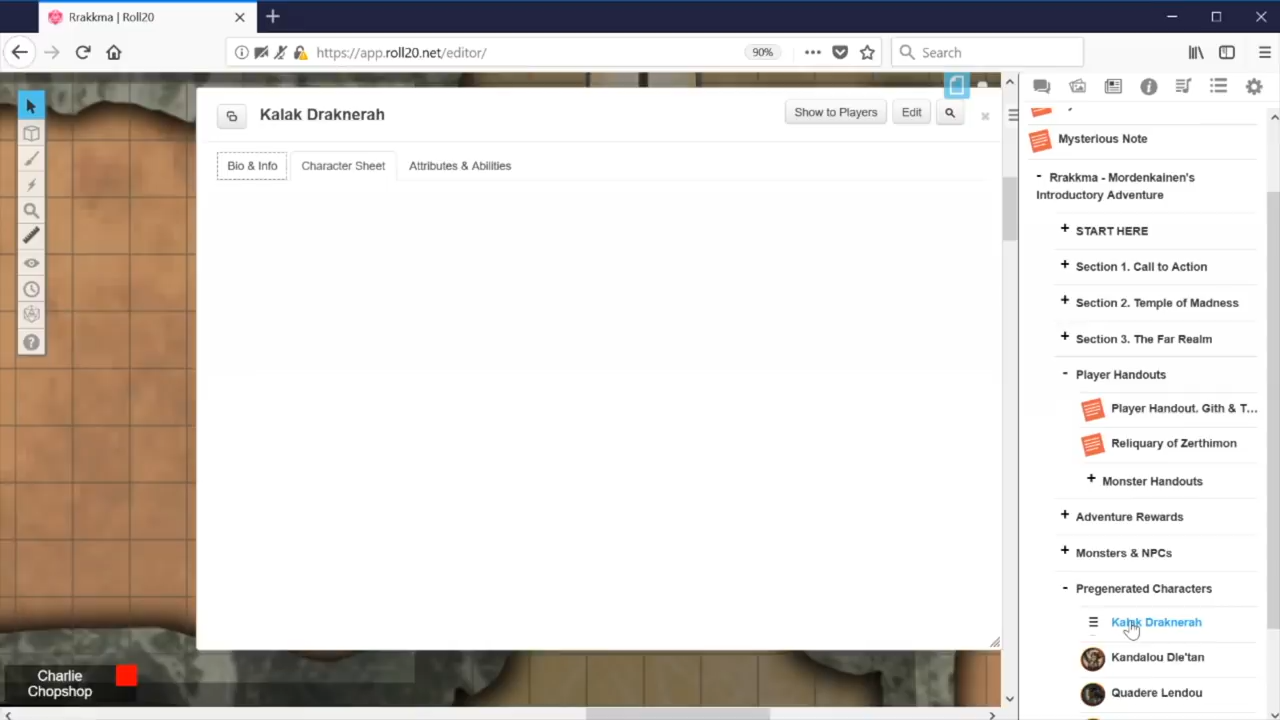 Rrakkma | Roll20
https://app.roll20.net/editor/
90%
Search
Kalak Draknerah
Show to Players
Edit
Bio & Info
Character Sheet
Attributes & Abilities
Mysterious Note
Rrakkma - Mordenkainen's
Introductory Adventure
START HERE
Section 1. Call to Action
Section 2. Temple of Madness
Section 3. The Far Realm
Player Handouts
Player Handout. Gith & T...
Reliquary of Zerthimon
Monster Handouts
Adventure Rewards
Monsters & NPCs
Pregenerated Characters
Kalak Draknerah
Kandalou Dle'tan
Quadere Lendou
Charlie
Chopshop